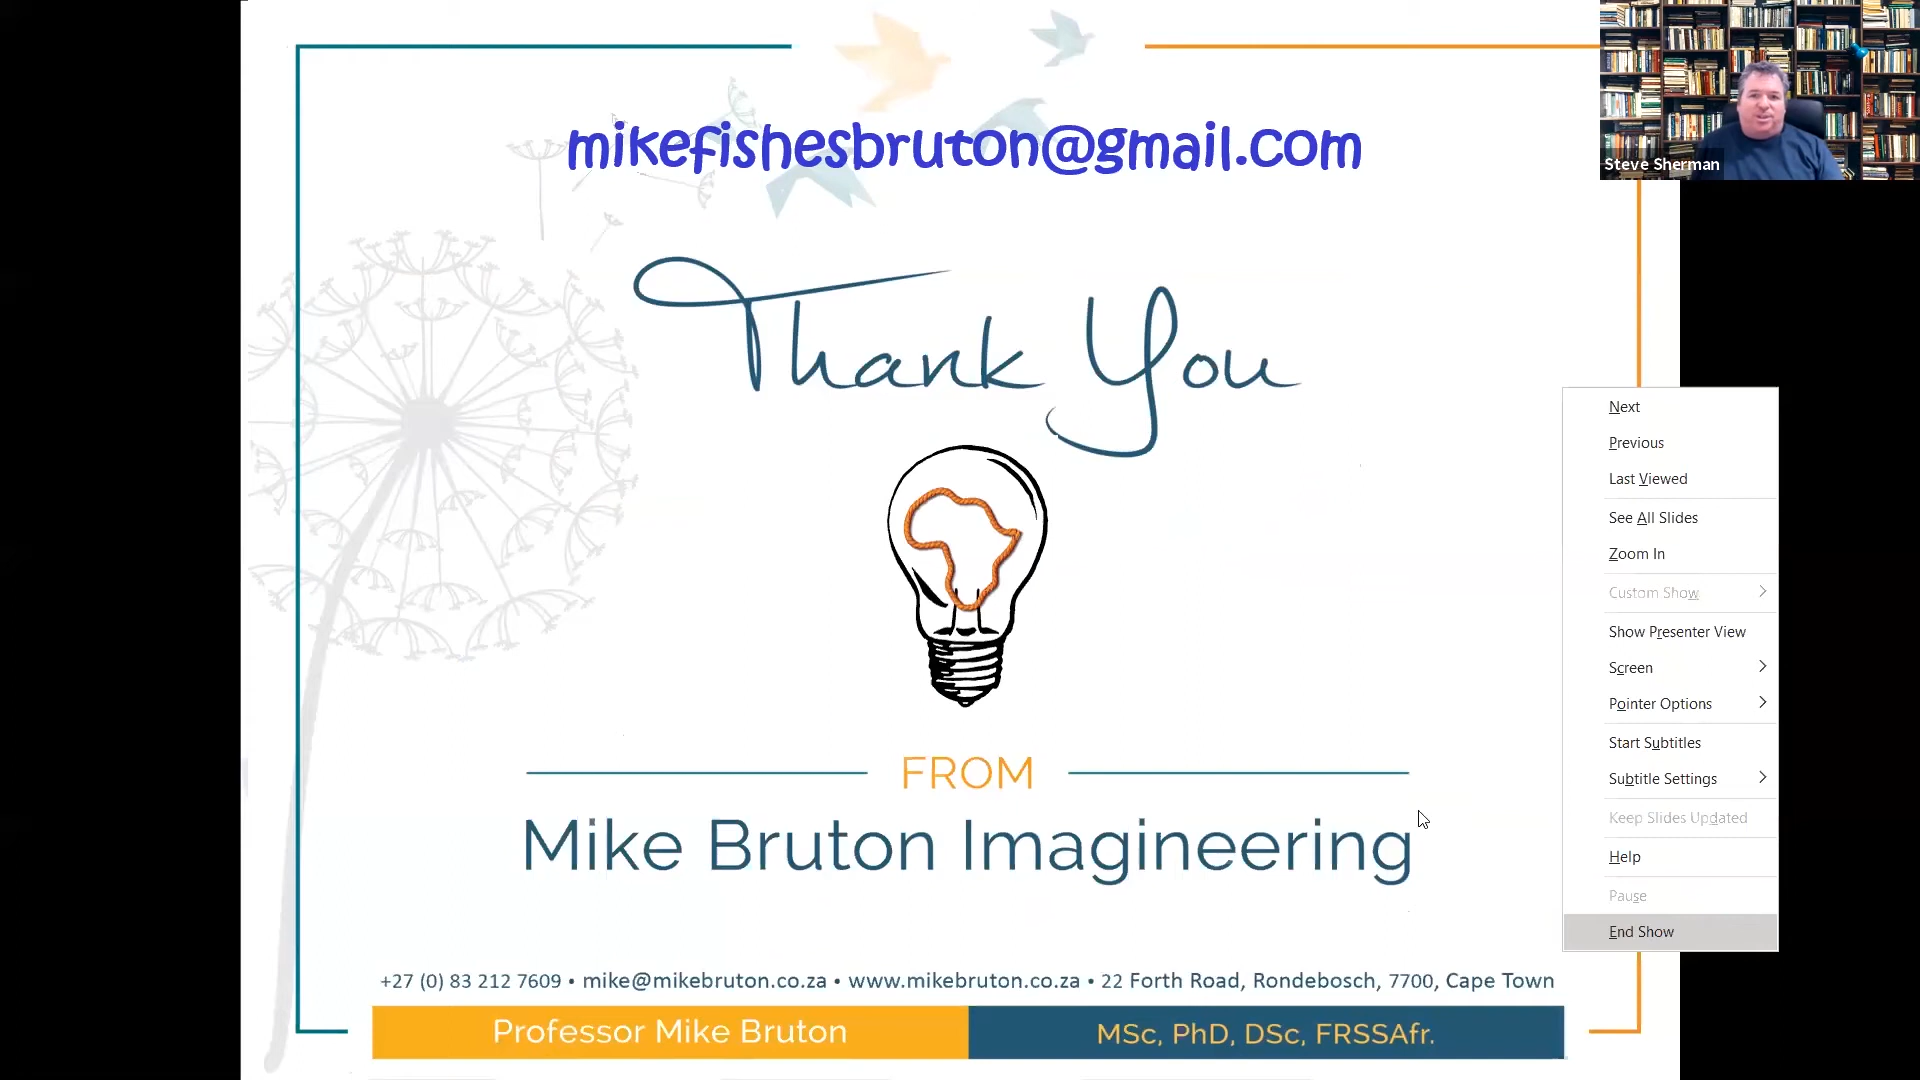 mikefishesbruton@gmail.com
Steve Sherman
Thank You
FROM
Mike Bruton Imagineering
+27 (0) 83 212 7609 • mike@mikebruton.co.za • www.mikebruton.co.za • 22 Forth Road, Rondebosch, 7700, Cape Town
Professor Mike Bruton
MSc, PhD, DSc, FRSSAfr.
Next
Previous
Last Viewed
See All Slides
Zoom In
Custom Show
Show Presenter View
Screen
Pointer Options
Start Subtitles
Subtitle Settings
Keep Slides Updated
Help
Pause
End Show